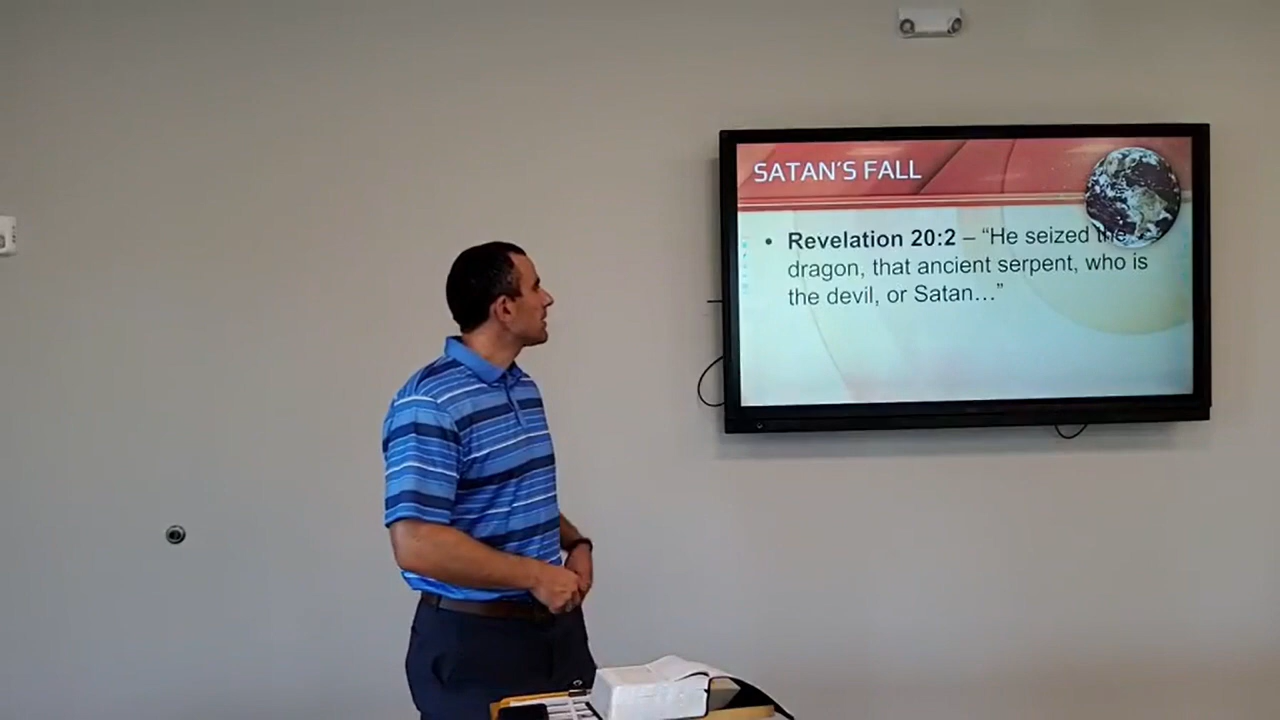 SATAN'S FALL
• Revelation 20:2 – “He seized the
dragon, that ancient serpent, who is
the devil, or Satan…”